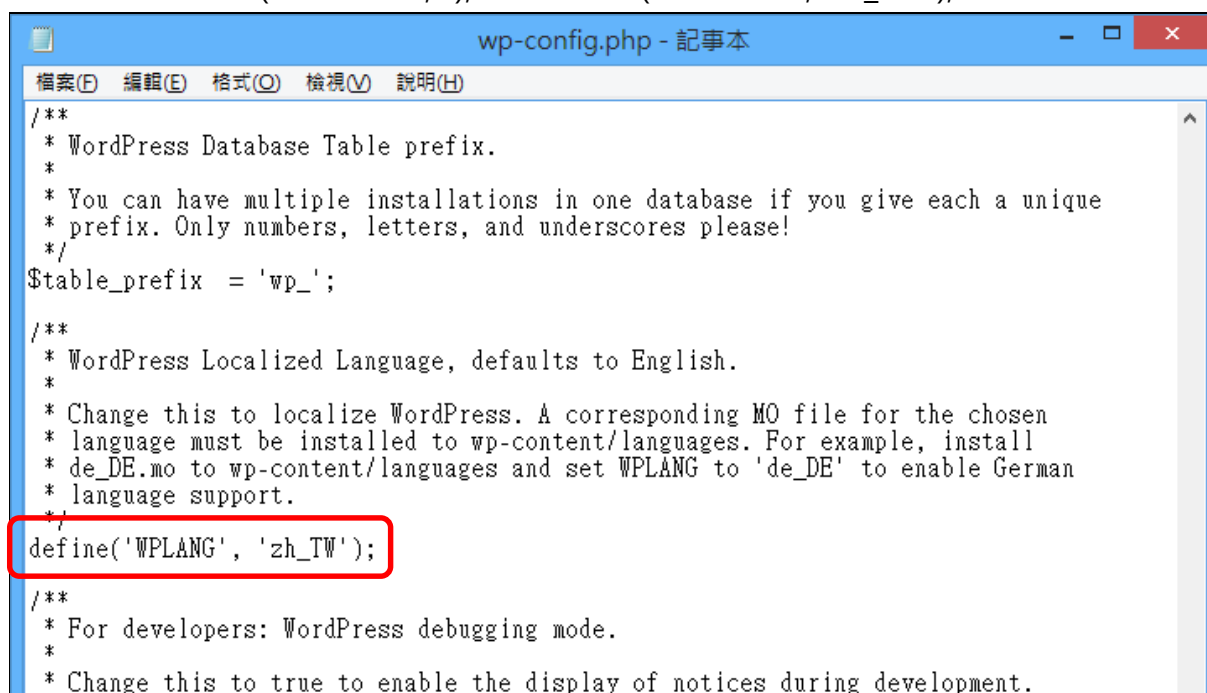 wp-config.php - 記事本
檔案(F) 編輯(E) 格式(O) 檢視(V) 說明(H)
/**
 * WordPress Database Table prefix.
 *
 * You can have multiple installations in one database if you give each a unique
 * prefix. Only numbers, letters, and underscores please!
 */
$table_prefix  = 'wp_';
/**
 * WordPress Localized Language, defaults to English.
 *
 * Change this to localize WordPress. A corresponding MO file for the chosen
 * language must be installed to wp-content/languages. For example, install
 * de_DE.mo to wp-content/languages and set WPLANG to 'de_DE' to enable German
 * language support.
 */
define('WPLANG', 'zh_TW');
/**
 * For developers: WordPress debugging mode.
 *
 * Change this to true to enable the display of notices during development.